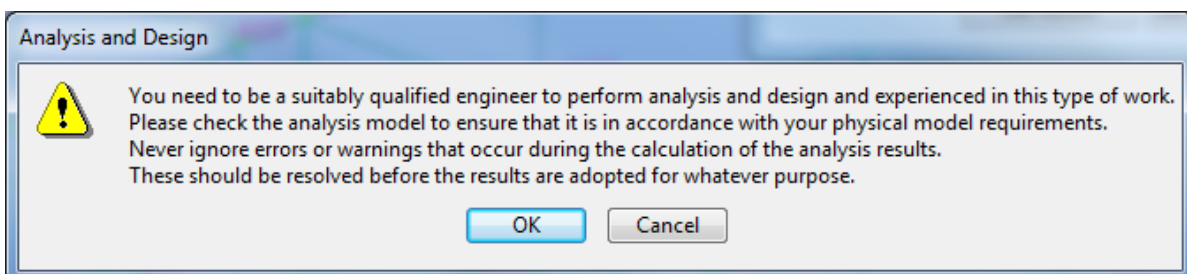 Analysis and Design
You need to be a suitably qualified engineer to perform analysis and design and experienced in this type of work.
Please check the analysis model to ensure that it is in accordance with your physical model requirements.
Never ignore errors or warnings that occur during the calculation of the analysis results.
These should be resolved before the results are adopted for whatever purpose.
OK
Cancel